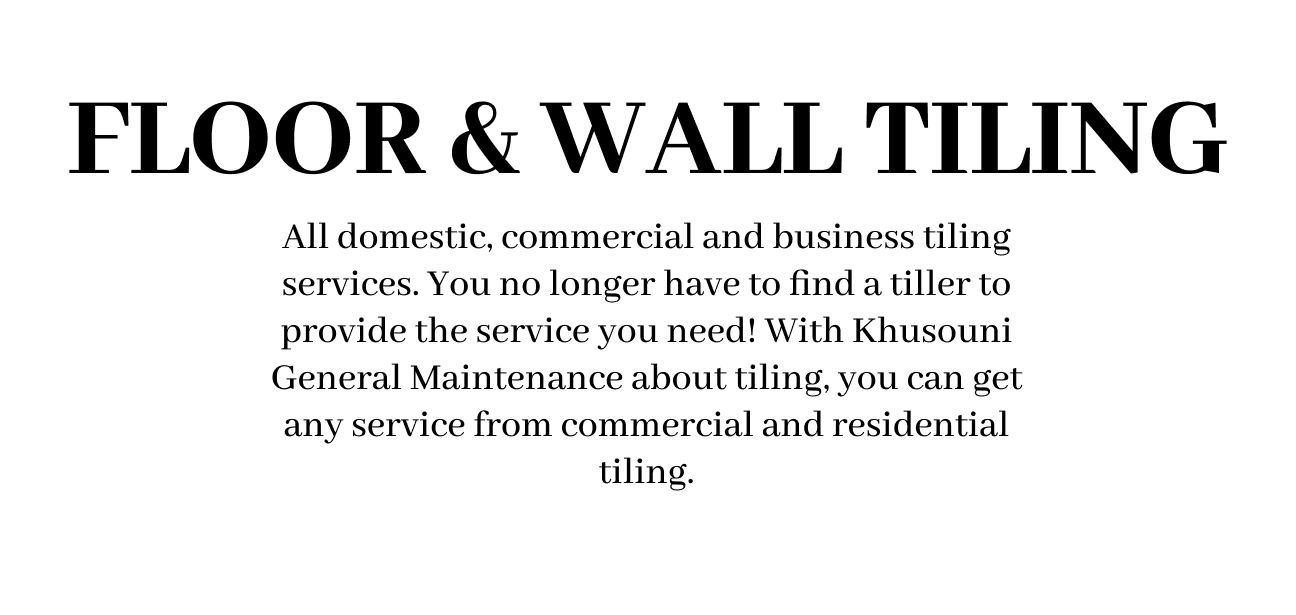 FLOOR & WALL TILING
All domestic, commercial and business tiling
services. You no longer have to find a tiller to
provide the service you need! With Khusouni
General Maintenance about tiling, you can get
any service from commercial and residential
tiling.